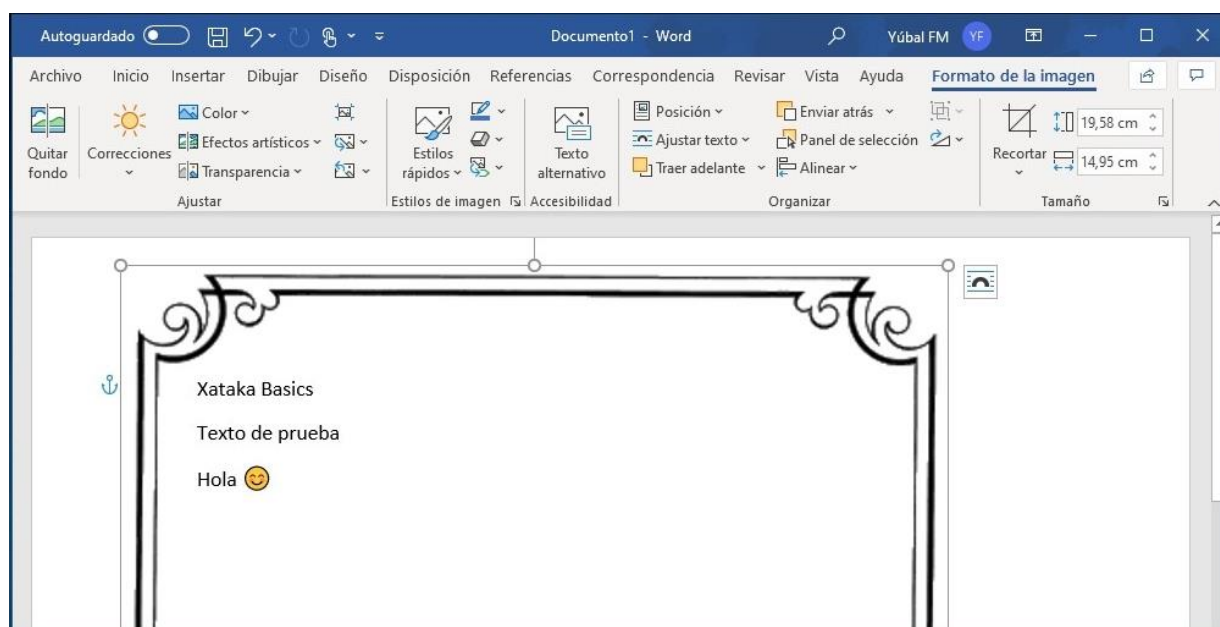 Autoguardado
Documento1 - Word
Yúbal FM
YF
Archivo Inicio Insertar Dibujar Diseño Disposición Referencias Correspondencia Revisar Vista Ayuda Formato de la imagen
Quitar fondo
Correcciones
Color
Efectos artísticos
Transparencia
Ajustar
Estilos rápidos
Estilos de imagen
Texto alternativo
Accesibilidad
Posición
Ajustar texto
Traer adelante
Enviar atrás
Panel de selección
Alinear
Organizar
Recortar
19,58 cm
14,95 cm
Tamaño
Xataka Basics
Texto de prueba
Hola 😊